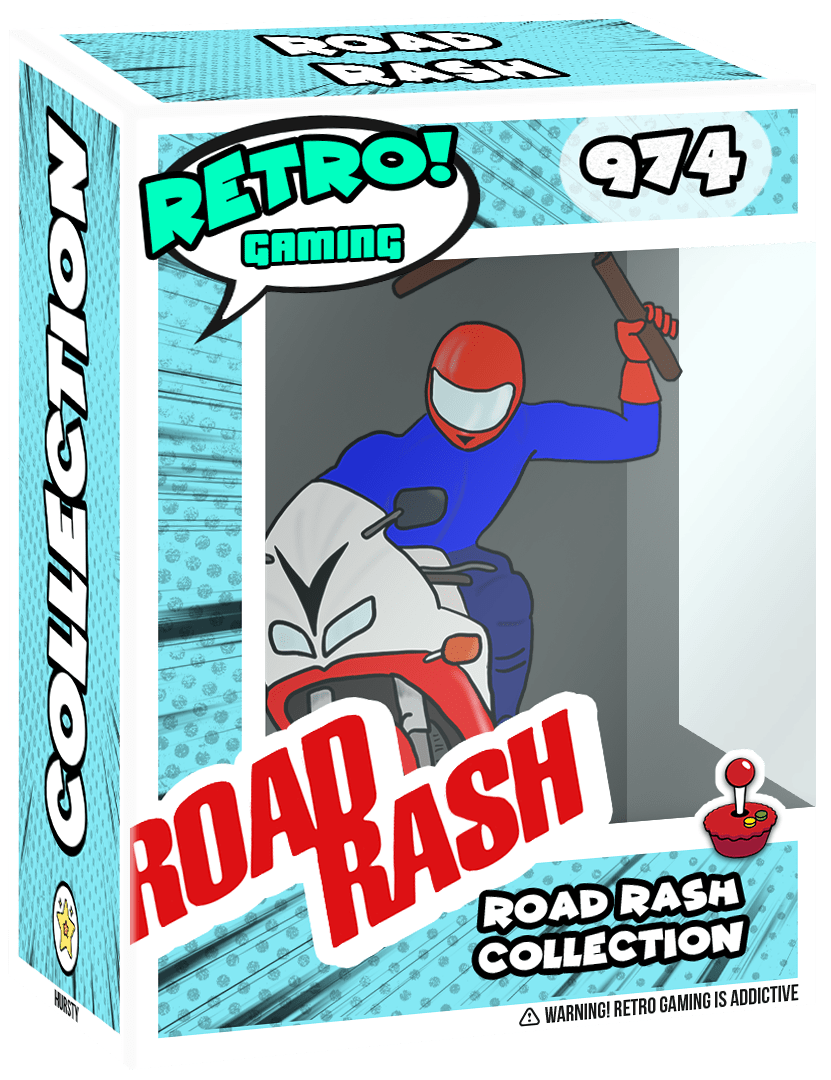 ROAD
RASH
RETRO!
GAMING
974
COLLECTION
HURSTY
ROAD
RASH
ROAD RASH
COLLECTION
WARNING! RETRO GAMING IS ADDICTIVE